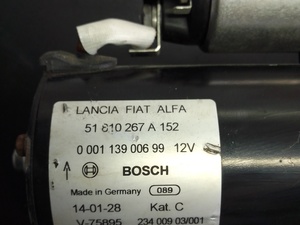 LANCIA FIAT ALFA
51 810 267 A 152
0 001 139 006 99 12V
BOSCH
Made in Germany 089
14-01-28 Kat. C
V-75895 234 009 03/001